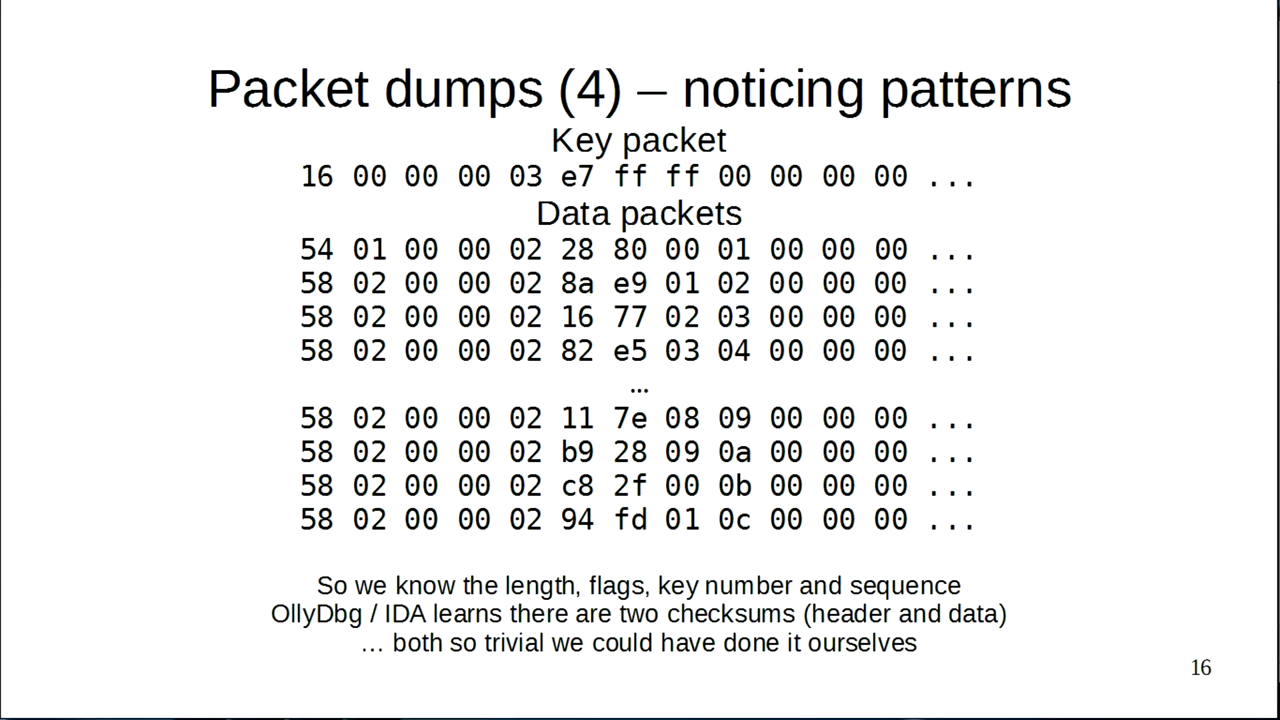 Packet dumps (4) – noticing patterns
Key packet
16 00 00 00 03 e7 ff ff 00 00 00 00 ...
Data packets
54 01 00 00 02 28 80 00 01 00 00 00 ...
58 02 00 00 02 8a e9 01 02 00 00 00 ...
58 02 00 00 02 16 77 02 03 00 00 00 ...
58 02 00 00 02 82 e5 03 04 00 00 00 ...
...
58 02 00 00 02 11 7e 08 09 00 00 00 ...
58 02 00 00 02 b9 28 09 0a 00 00 00 ...
58 02 00 00 02 c8 2f 00 0b 00 00 00 ...
58 02 00 00 02 94 fd 01 0c 00 00 00 ...
So we know the length, flags, key number and sequence
OllyDbg / IDA learns there are two checksums (header and data)
... both so trivial we could have done it ourselves
16